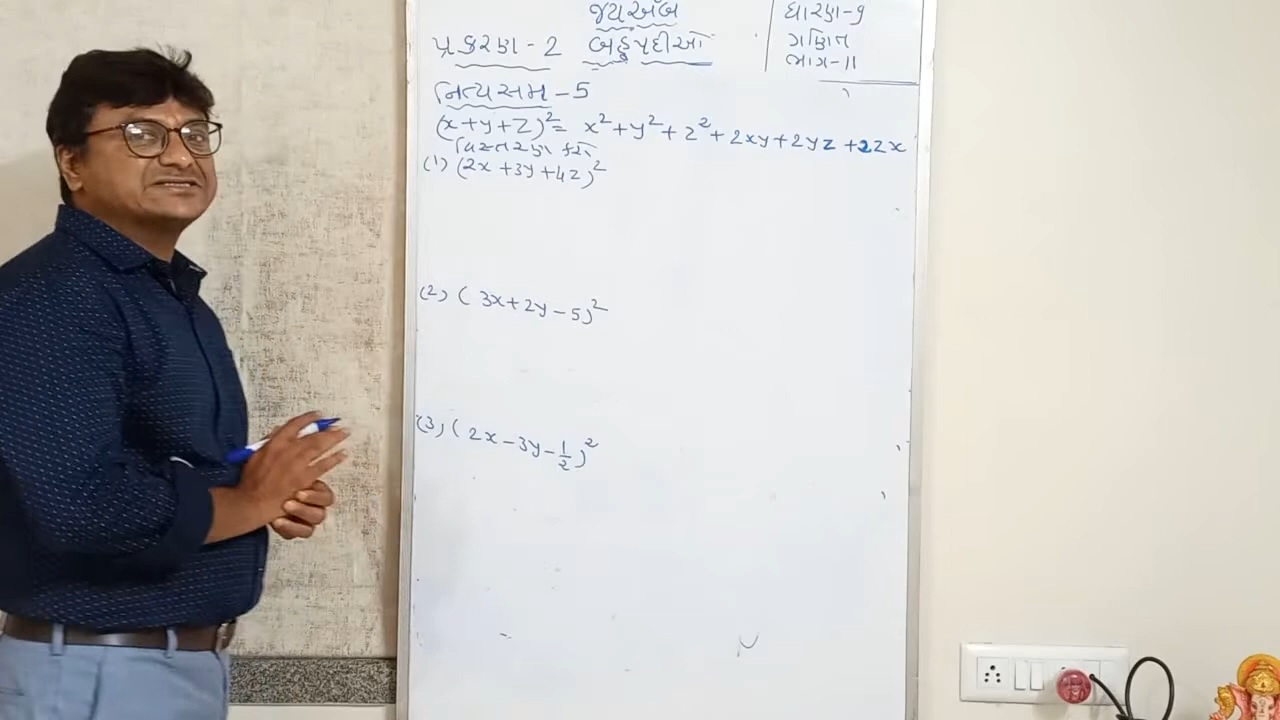 જય અંબે
પ્રકરણ - 2 બહુપદીઓ
ધોરણ - ૯
ગણિત
ભાગ - 11
નિત્યસમ - 5
(x+y+z)² = x² + y² + z² + 2xy + 2yz + 2zx
વિસ્તરણ કરો
(1) (2x + 3y + 4z)²
(2) ( 3x + 2y - 5)²
(3) ( 2x - 3y - 1/2 )²